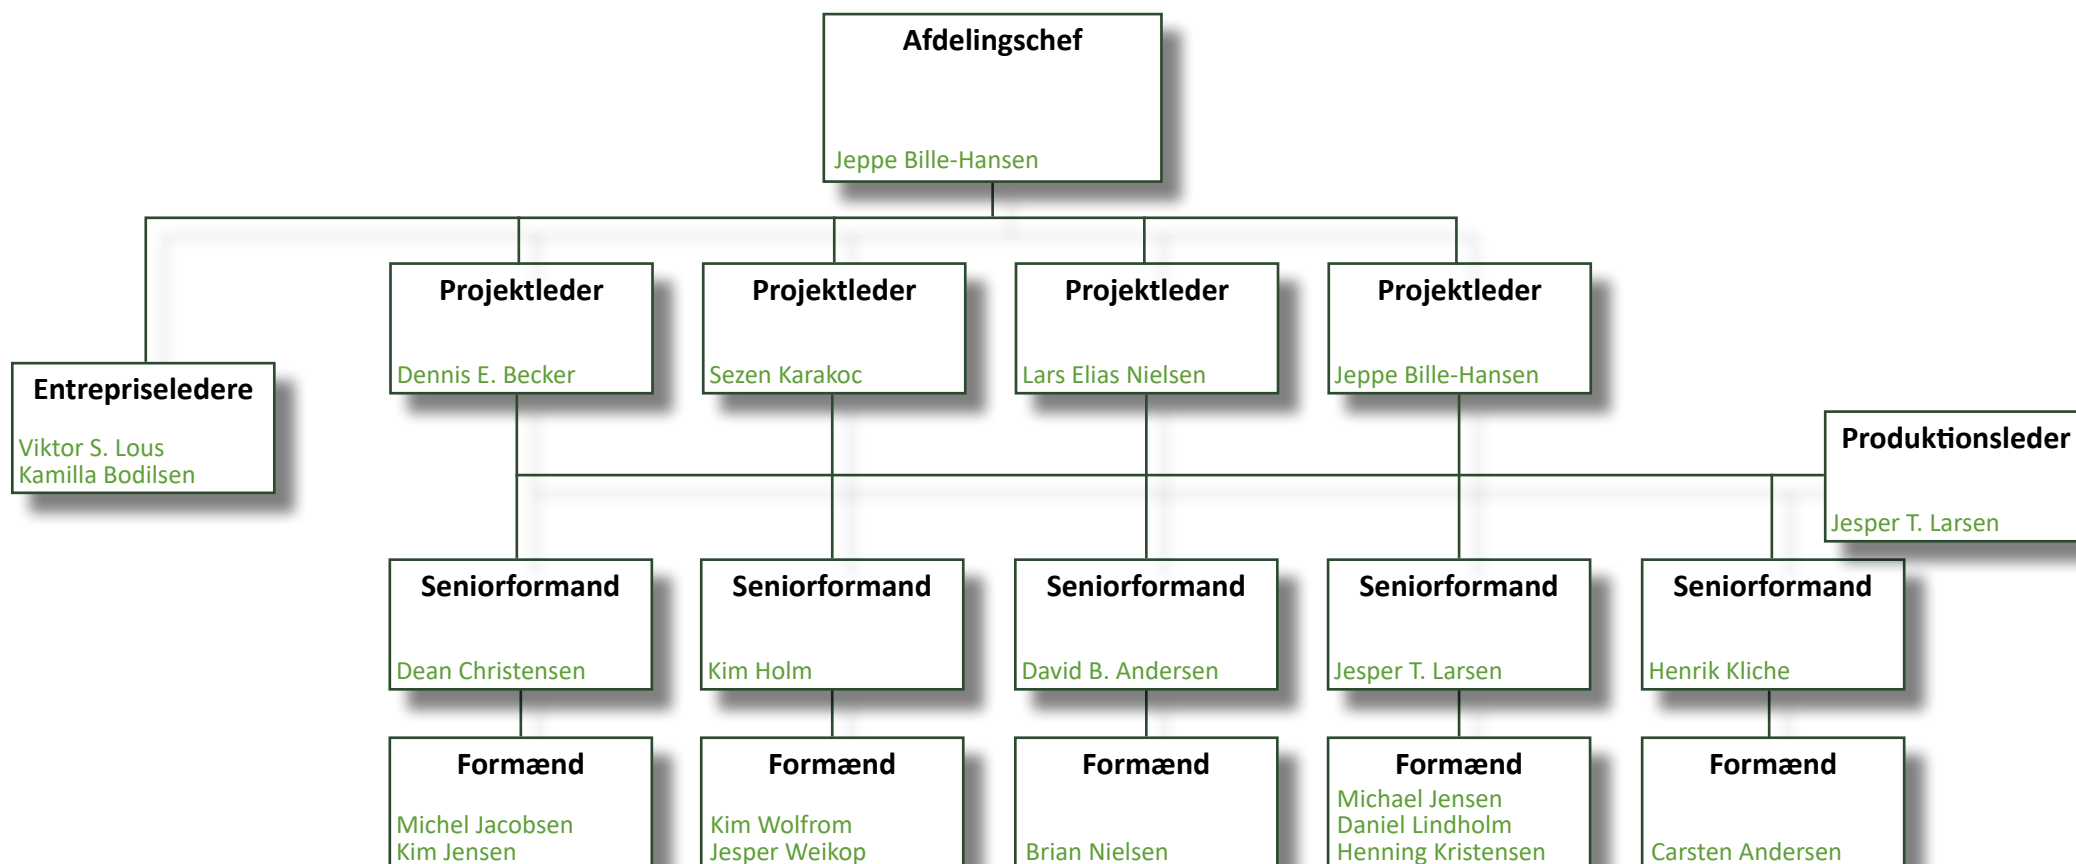 Afdelingschef
Jeppe Bille-Hansen
Projektleder
Dennis E. Becker
Projektleder
Sezen Karakoc
Projektleder
Lars Elias Nielsen
Projektleder
Jeppe Bille-Hansen
Entrepriseledere
Viktor S. Lous
Kamilla Bodilsen
Produktionsleder
Jesper T. Larsen
Seniorformand
Dean Christensen
Seniorformand
Kim Holm
Seniorformand
David B. Andersen
Seniorformand
Jesper T. Larsen
Seniorformand
Henrik Kliche
Formænd
Michel Jacobsen
Kim Jensen
Formænd
Kim Wolfrom
Jesper Weikop
Formænd
Brian Nielsen
Formænd
Michael Jensen
Daniel Lindholm
Henning Kristensen
Formænd
Carsten Andersen